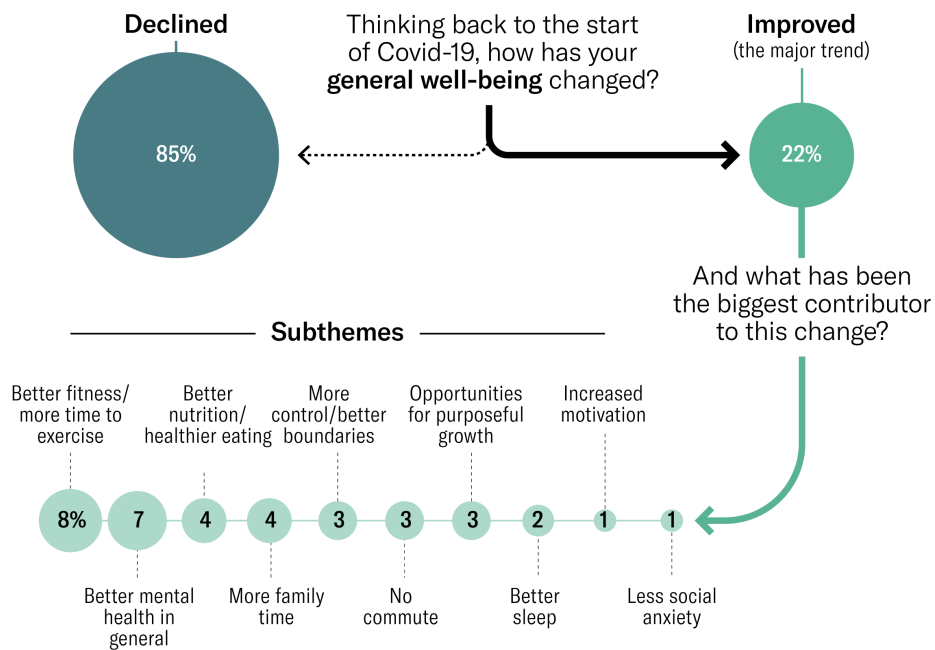 Declined
Thinking back to the start
of Covid-19, how has your
general well-being changed?
Improved
(the major trend)
85%
22%
And what has been
the biggest contributor
to this change?
Subthemes
Better fitness/
more time to
exercise
Better
nutrition/
healthier eating
More
control/better
boundaries
Opportunities
for purposeful
growth
Increased
motivation
8%
7
4
4
3
3
3
2
1
1
Better mental
health in
general
More family
time
No
commute
Better
sleep
Less social
anxiety